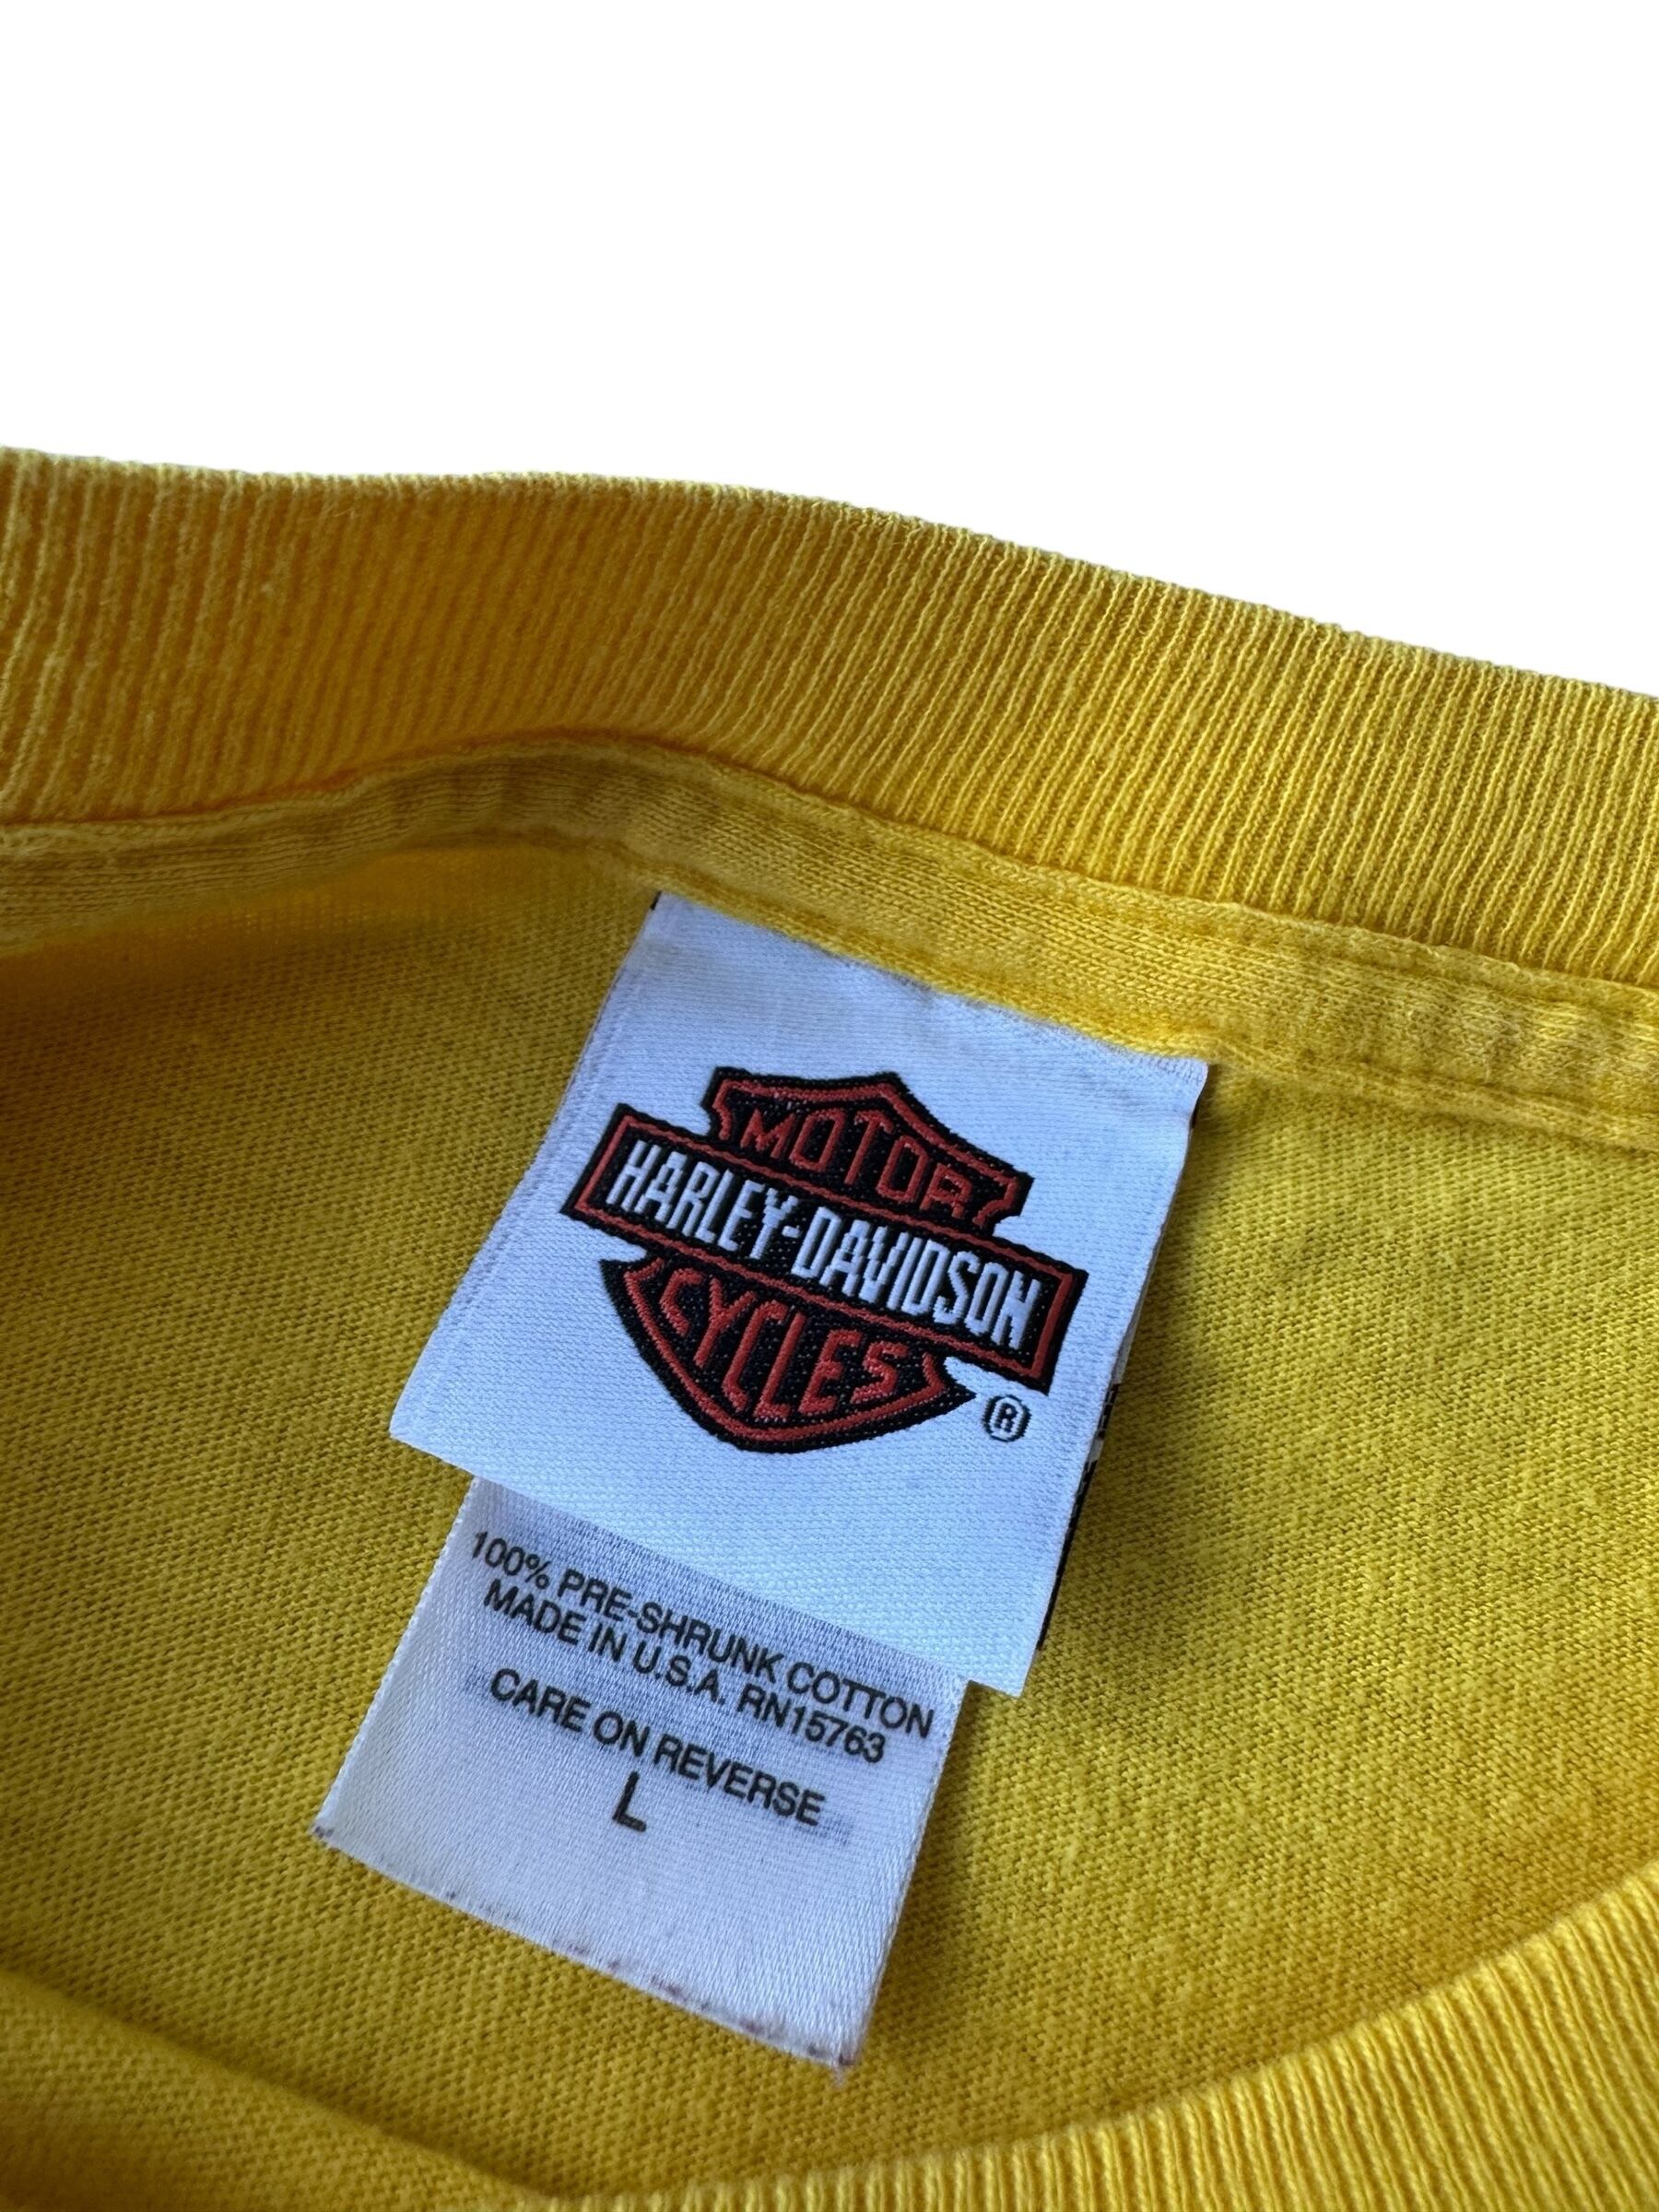 MOTOR
HARLEY-DAVIDSON
CYCLES
®
100% PRE-SHRUNK COTTON
MADE IN U.S.A. RN15763
CARE ON REVERSE
L